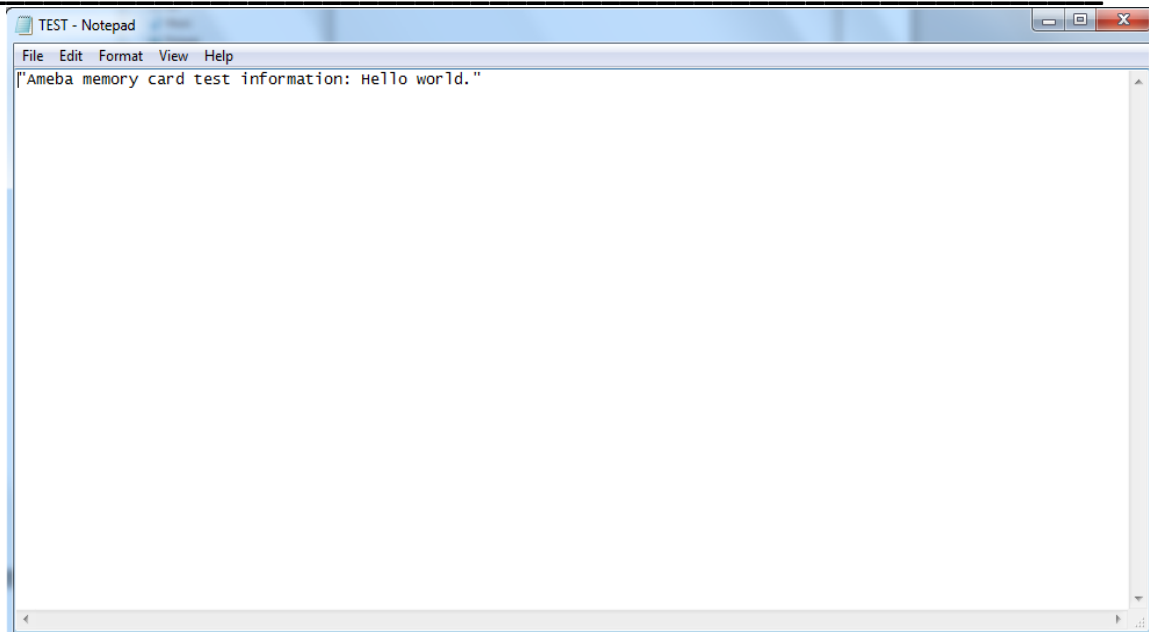 TEST - Notepad
File Edit Format View Help
"Ameba memory card test information: Hello world."